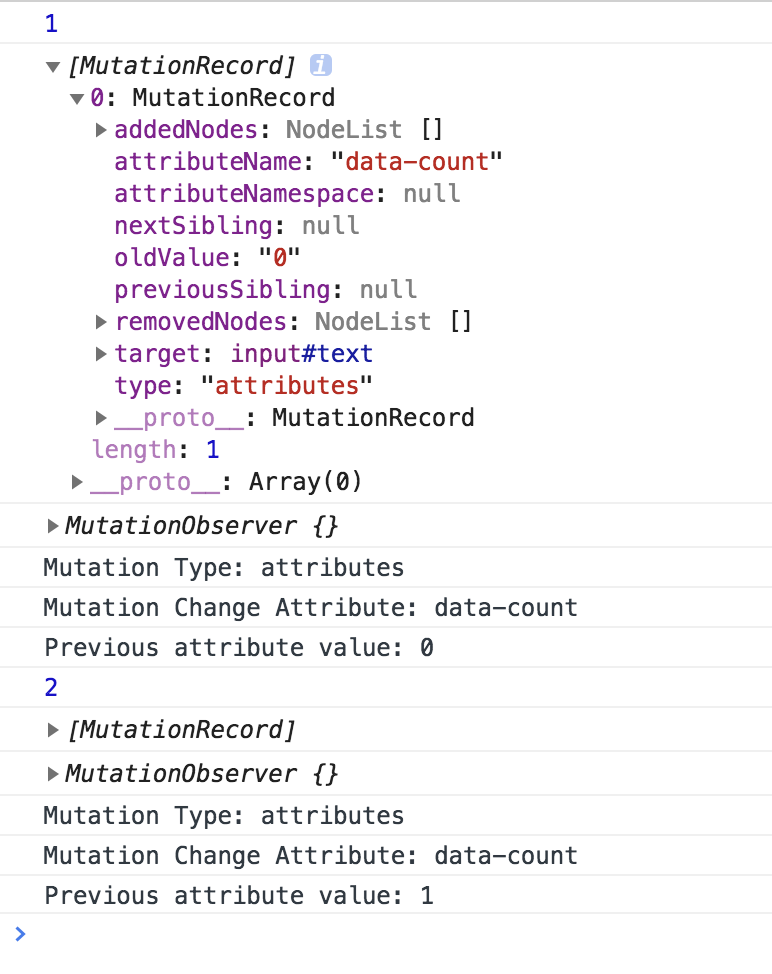 1
[MutationRecord] i
0: MutationRecord
addedNodes: NodeList []
attributeName: "data-count"
attributeNamespace: null
nextSibling: null
oldValue: "0"
previousSibling: null
removedNodes: NodeList []
target: input#text
type: "attributes"
__proto__: MutationRecord
length: 1
__proto__: Array(0)
MutationObserver {}
Mutation Type: attributes
Mutation Change Attribute: data-count
Previous attribute value: 0
2
[MutationRecord]
MutationObserver {}
Mutation Type: attributes
Mutation Change Attribute: data-count
Previous attribute value: 1